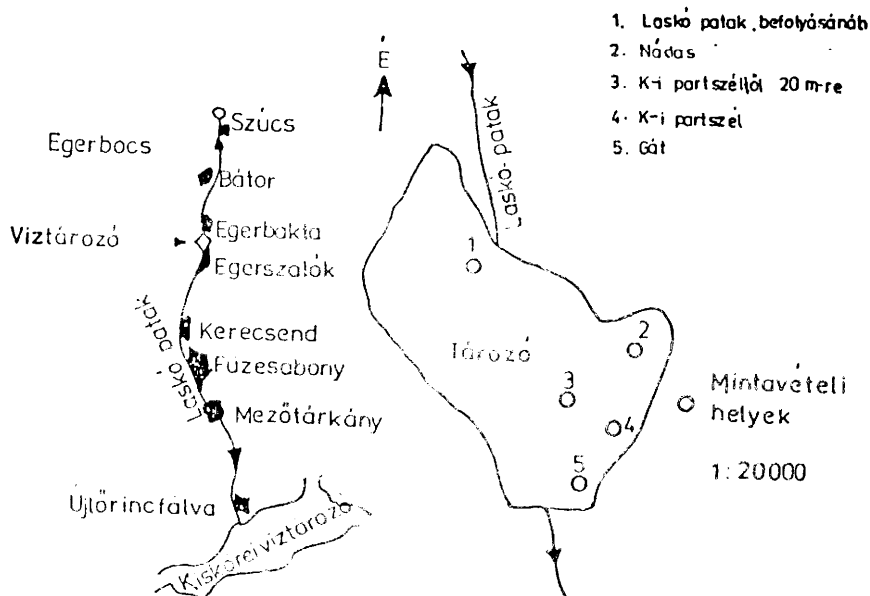 1. Laskó patak, befolyásánáh
2. Nádas
3. K-i partszéltől 20 m-re
4. K-i partszél
5. Gát
É
Szúcs
Egerbocs
Bátor
Víztározó
Egerbakta
Egerszalók
Laskó patak
Kerecsend
Füzesabony
Mezőtárkány
Újlőrincfalva
Kiskörei víztározó
Laskó-patak
1
2
Tározó
3
4
5
Mintavételi
helyek
1:20000